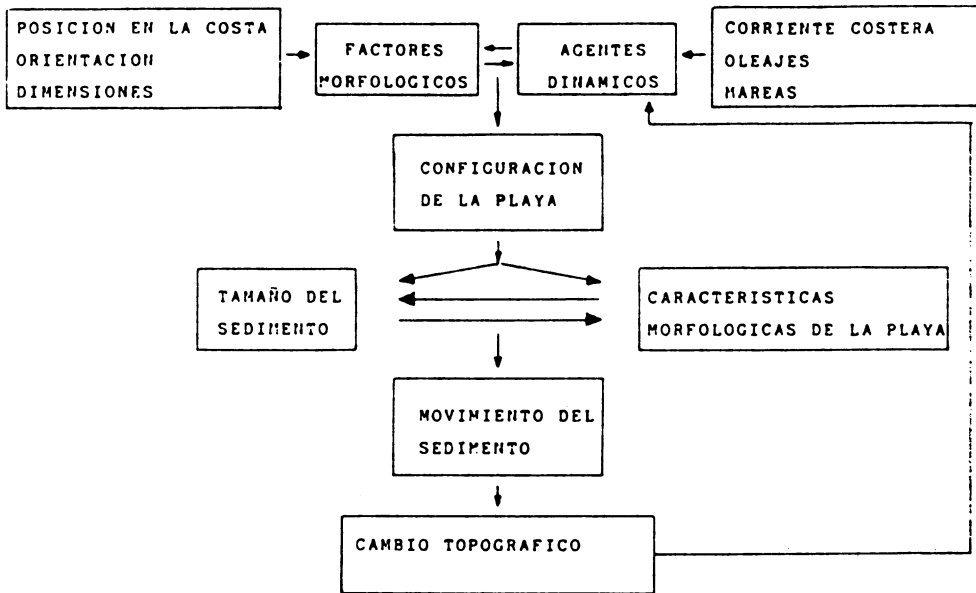 POSICION EN LA COSTA
ORIENTACION
DIMENSIONES
FACTORES
MORFOLOGICOS
AGENTES
DINAMICOS
CORRIENTE COSTERA
OLEAJES
MAREAS
CONFIGURACION
DE LA PLAYA
TAMAÑO DEL
SEDIMENTO
CARACTERISTICAS
MORFOLOGICAS DE LA PLAYA
MOVIMIENTO DEL
SEDIMENTO
CAMBIO TOPOGRAFICO